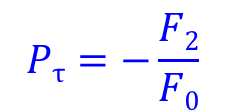 P_τ = − F_2 / F_0